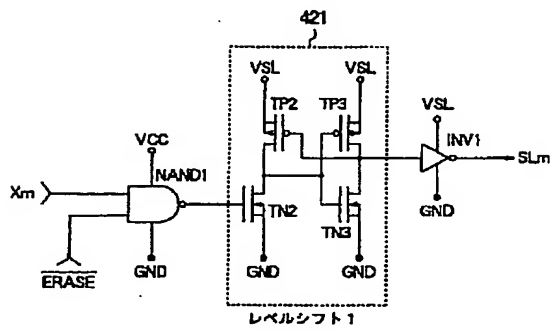 421
VSL VSL
TP2 TP3
VSL
VCC
INV1
NAND1
Xm
SLm
TN2
TN3
GND
ERASE
GND
GND GND
レベルシフト1